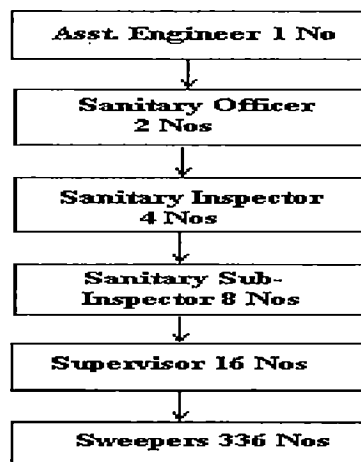 Asst. Engineer 1 No
Sanitary Officer
2 Nos
Sanitary Inspector
4 Nos
Sanitary Sub-
Inspector 8 Nos
Supervisor 16 Nos
Sweepers 336 Nos